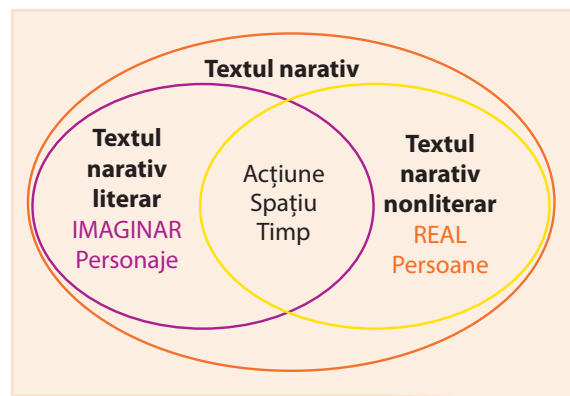 Textul narativ
Textul
narativ
literar
IMAGINAR
Personaje
Acțiune
Spațiu
Timp
Textul
narativ
nonliterar
REAL
Persoane